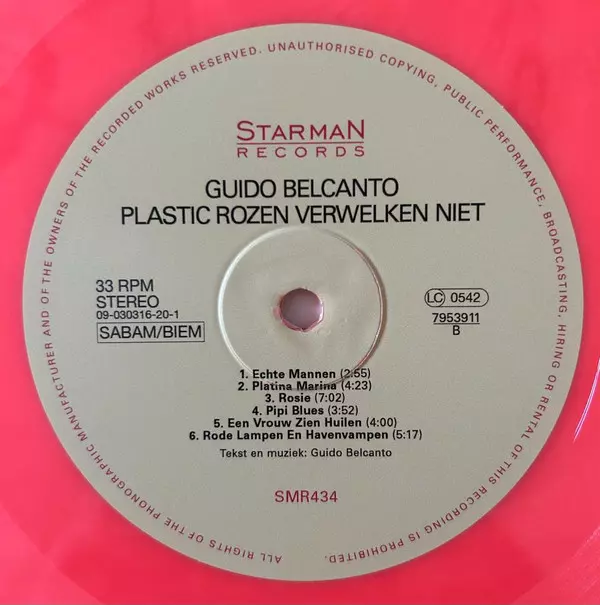 ALL RIGHTS OF THE PHONOGRAPHIC MANUFACTURER AND OF THE OWNERS OF THE RECORDED WORKS RESERVED. UNAUTHORISED COPYING, PUBLIC PERFORMANCE, BROADCASTING, HIRING OR RENTAL OF THIS RECORDING IS PROHIBITED.
STARMAN
RECORDS
GUIDO BELCANTO
PLASTIC ROZEN VERWELKEN NIET
33 RPM
STEREO
09-030316-20-1
SABAM/BIEM
LC 0542
7953911
B
1. Echte Mannen (2:55)
2. Platina Marina (4:23)
3. Rosie (7:02)
4. Pipi Blues (3:52)
5. Een Vrouw Zien Huilen (4:00)
6. Rode Lampen En Havenvampen (5:17)
Tekst en muziek: Guido Belcanto
SMR434